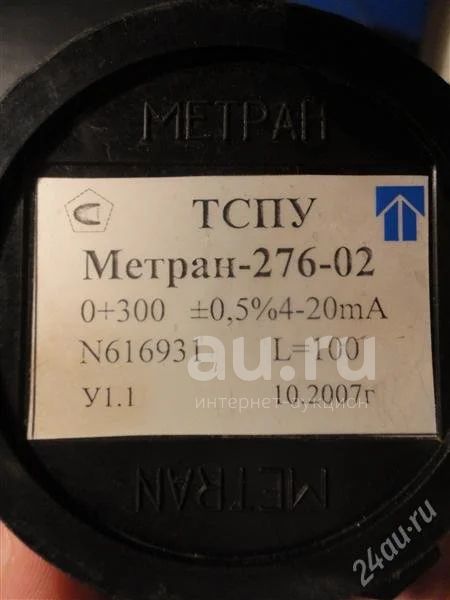 МЕТРАН
ТСПУ
Метран-276-02
0+300 ±0,5%4-20mA
N616931 L=100
У1.1 10.2007г
au.ru
интернет-аукцион
METRAN
24au.ru